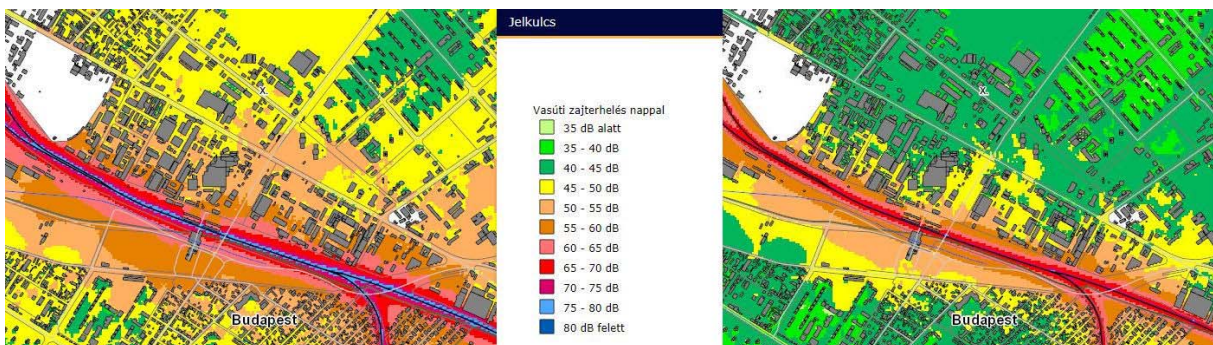 X.
Budapest
Jelkulcs
Vasúti zajterhelés nappal
35 dB alatt
35 - 40 dB
40 - 45 dB
45 - 50 dB
50 - 55 dB
55 - 60 dB
60 - 65 dB
65 - 70 dB
70 - 75 dB
75 - 80 dB
80 dB felett
X.
Budapest